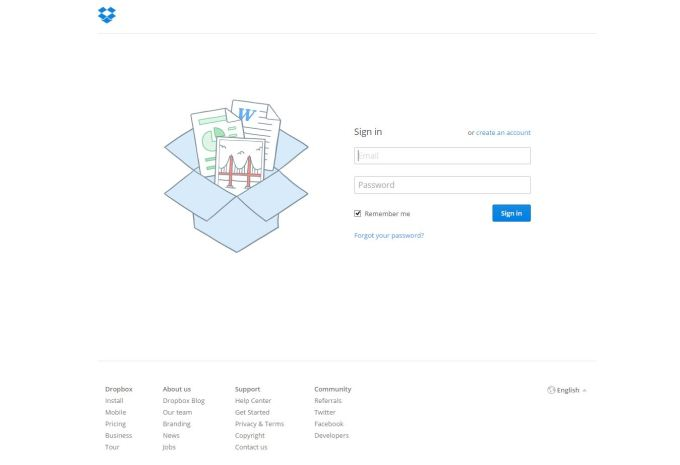 W
Sign in
or create an account
Email
Password
Remember me
Sign in
Forgot your password?
Dropbox
Install
Mobile
Pricing
Business
Tour
About us
Dropbox Blog
Our team
Branding
News
Jobs
Support
Help Center
Get Started
Privacy & Terms
Copyright
Contact us
Community
Referrals
Twitter
Facebook
Developers
English